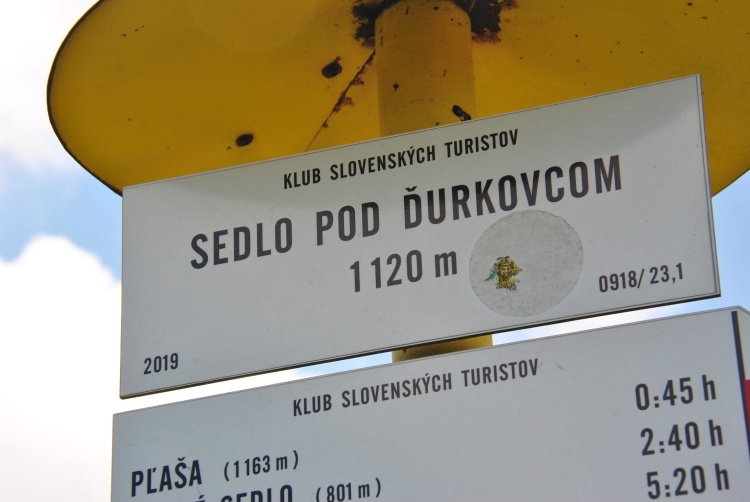 KLUB SLOVENSKÝCH TURISTOV
SEDLO POD ĎURKOVCOM
1120 m
0918/23,1
2019
KLUB SLOVENSKÝCH TURISTOV
PĽAŠA (1163 m) 0:45 h
SEDLO (801 m) 2:40 h
5:20 h